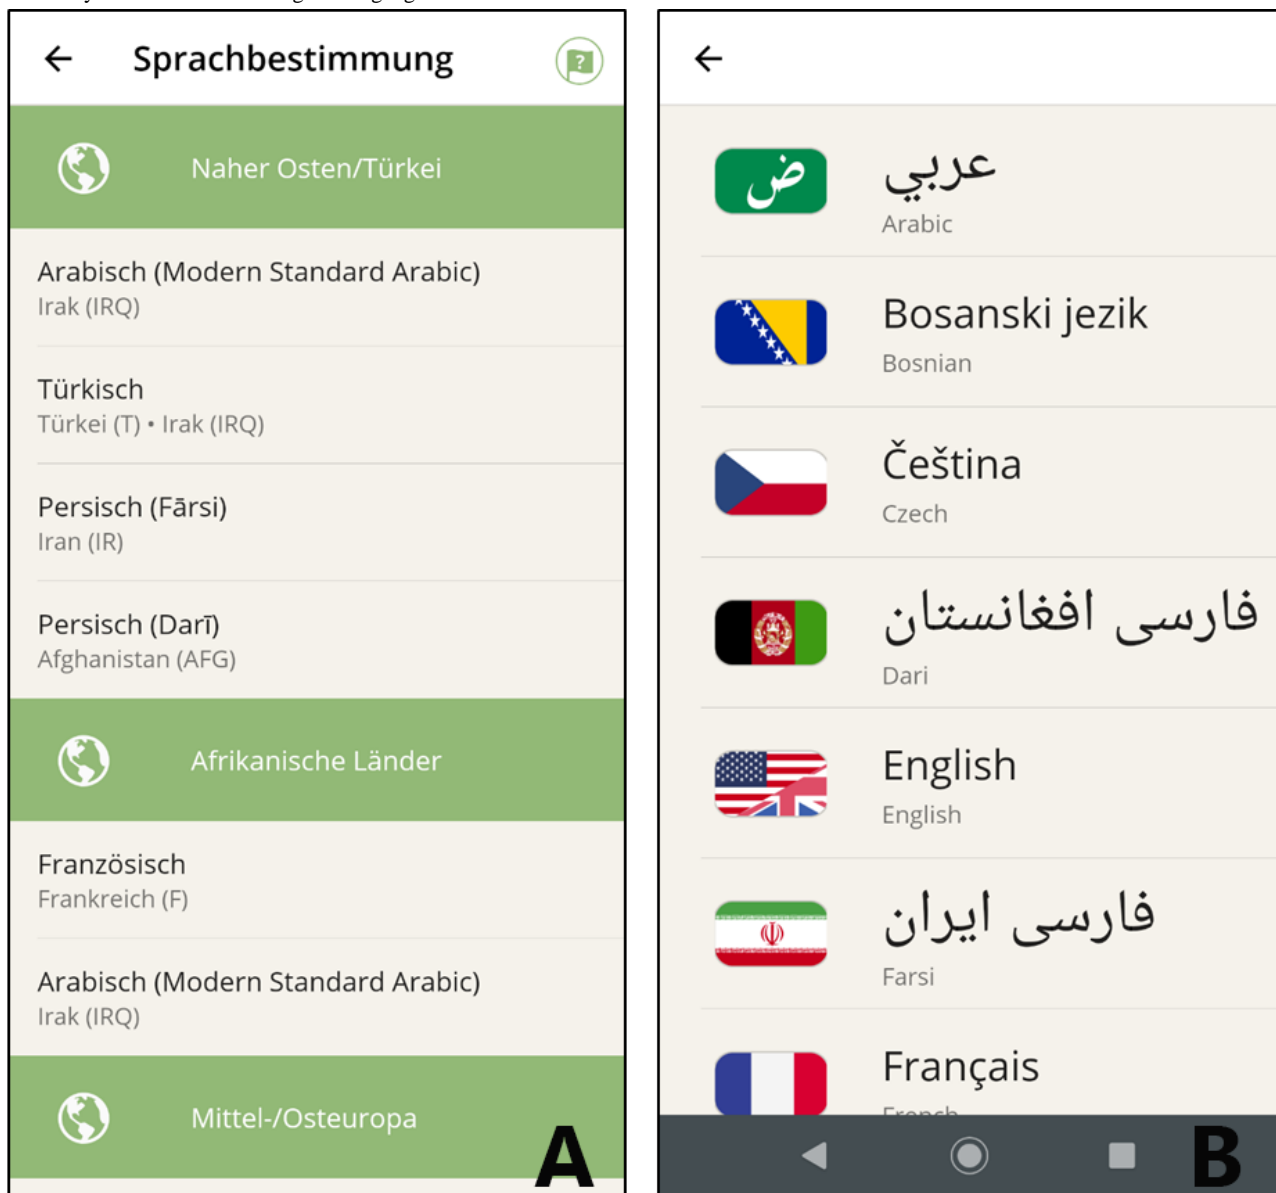 Sprachbestimmung
?
Naher Osten/Türkei
Arabisch (Modern Standard Arabic)
Irak (IRQ)
Türkisch
Türkei (T) • Irak (IRQ)
Persisch (Fārsi)
Iran (IR)
Persisch (Darī)
Afghanistan (AFG)
Afrikanische Länder
Französisch
Frankreich (F)
Arabisch (Modern Standard Arabic)
Irak (IRQ)
Mittel-/Osteuropa
A
ض
عربي
Arabic
Bosanski jezik
Bosnian
Čeština
Czech
فارسی افغانستان
Dari
English
English
فارسی ایران
Farsi
Français
French
B